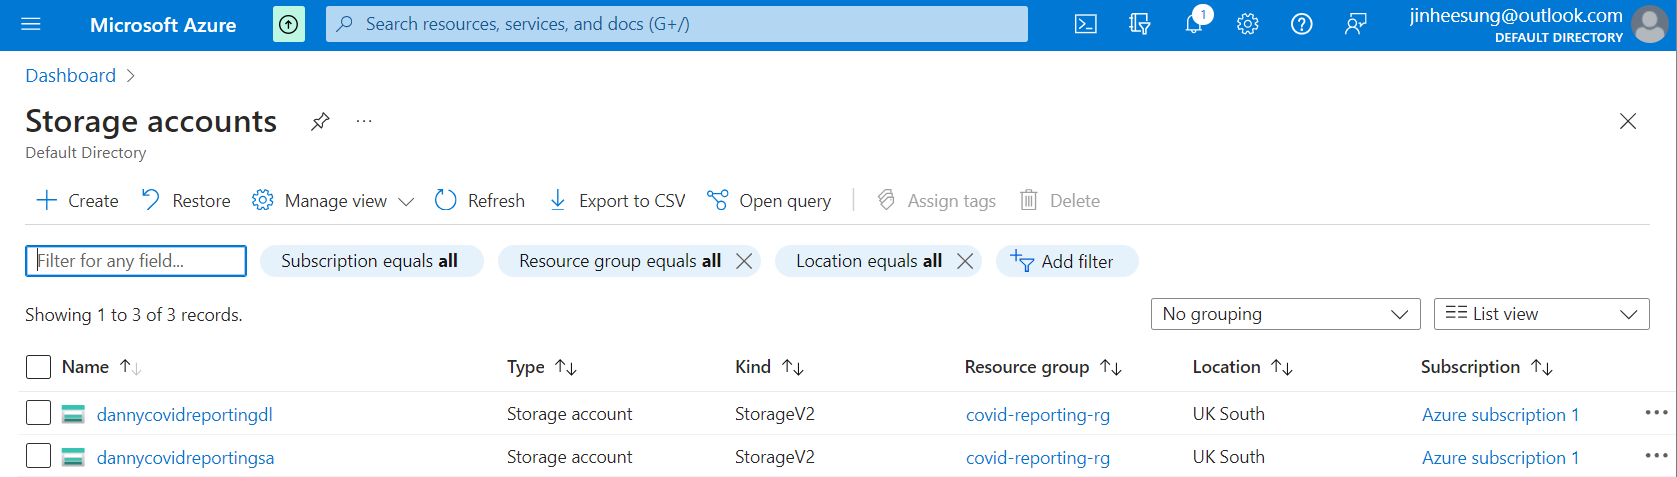 Microsoft Azure
Search resources, services, and docs (G+/)
1
jinheesung@outlook.com
DEFAULT DIRECTORY
Dashboard >
Storage accounts ...
Default Directory
+ Create Restore Manage view Refresh Export to CSV Open query Assign tags Delete
Filter for any field... Subscription equals all Resource group equals all Location equals all Add filter
Showing 1 to 3 of 3 records. No grouping List view
Name Type Kind Resource group Location Subscription
dannycovidreportingdl Storage account StorageV2 covid-reporting-rg UK South Azure subscription 1 ...
dannycovidreportingsa Storage account StorageV2 covid-reporting-rg UK South Azure subscription 1 ...